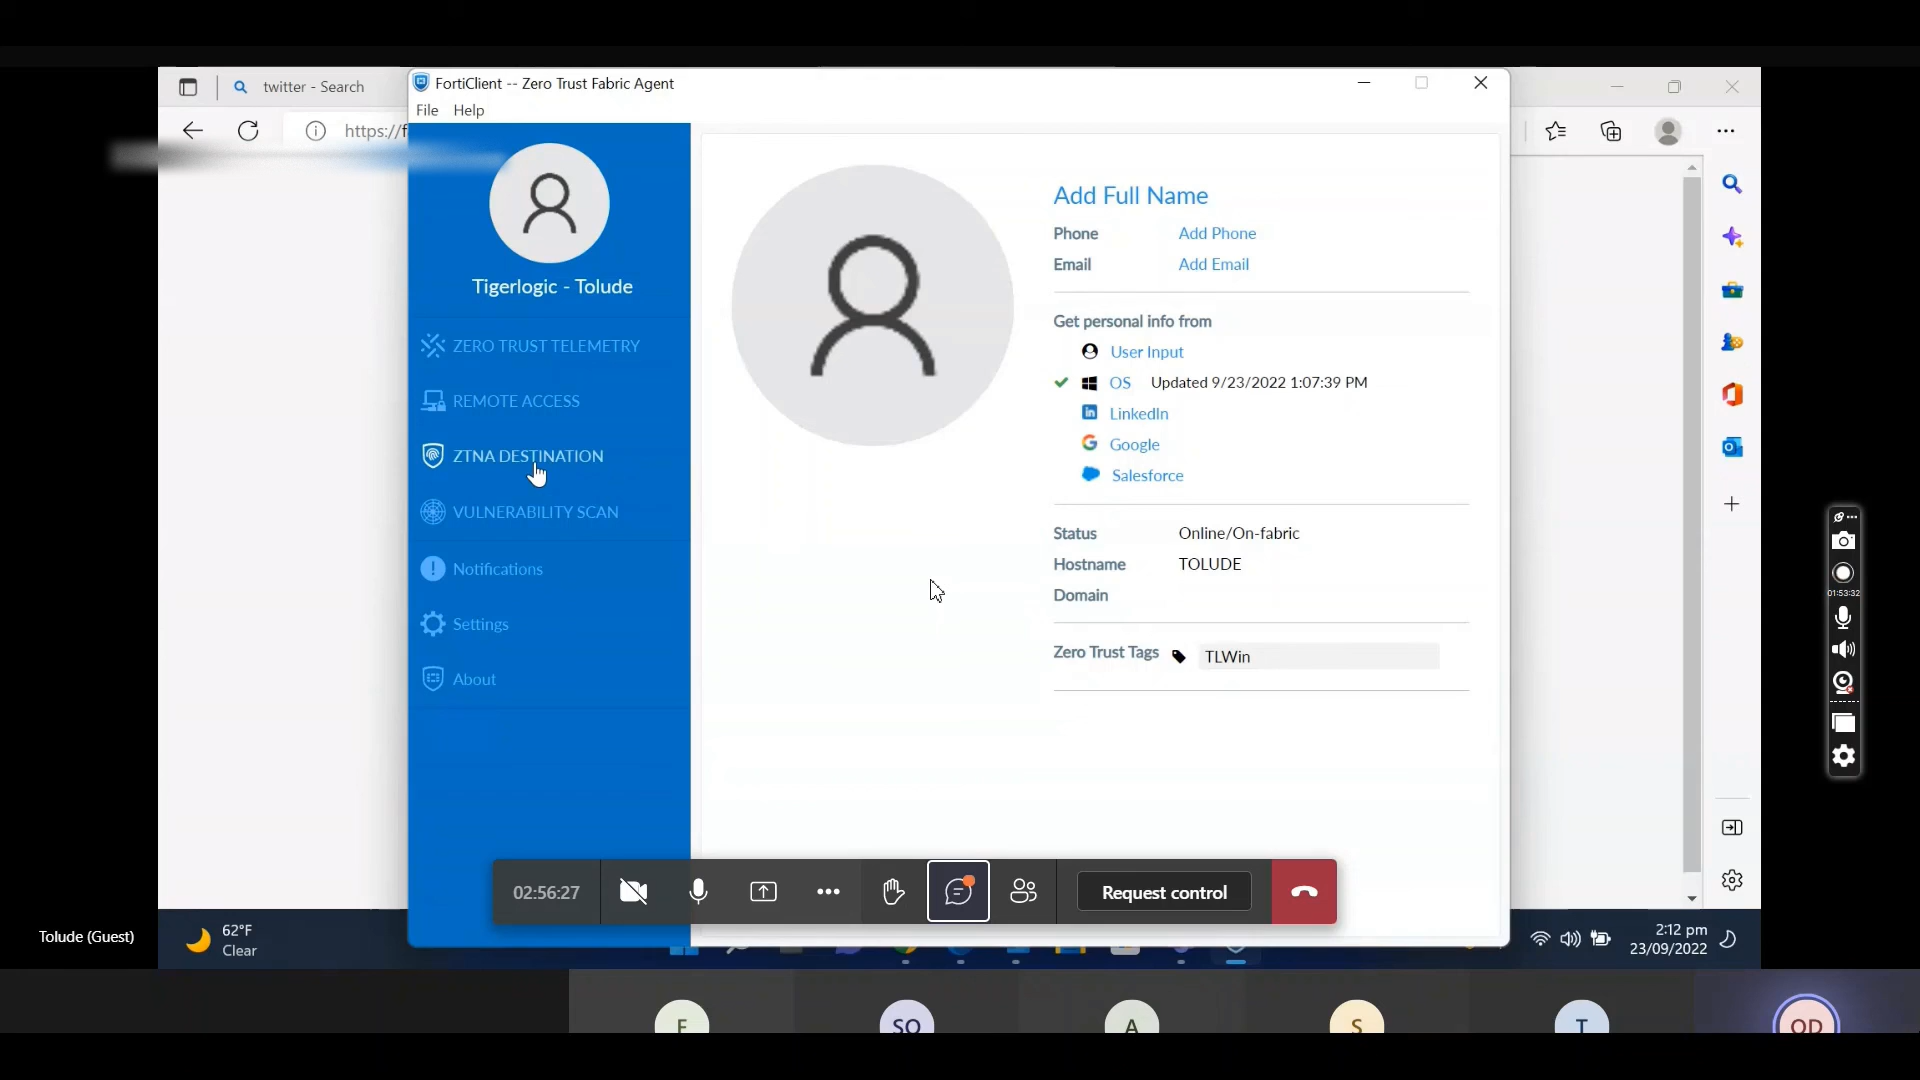 twitter - Search
FortiClient -- Zero Trust Fabric Agent
File Help
https://f
Tigerlogic - Tolude
ZERO TRUST TELEMETRY
REMOTE ACCESS
ZTNA DESTINATION
VULNERABILITY SCAN
Notifications
Settings
About
Add Full Name
Phone Add Phone
Email Add Email
Get personal info from
User Input
OS Updated 9/23/2022 1:07:39 PM
LinkedIn
Google
Salesforce
Status Online/On-fabric
Hostname TOLUDE
Domain
Zero Trust Tags TLWin
01:53:32
02:56:27
Request control
Tolude (Guest)
62°F
Clear
2:12 pm
23/09/2022
SO
A
S
T
OD